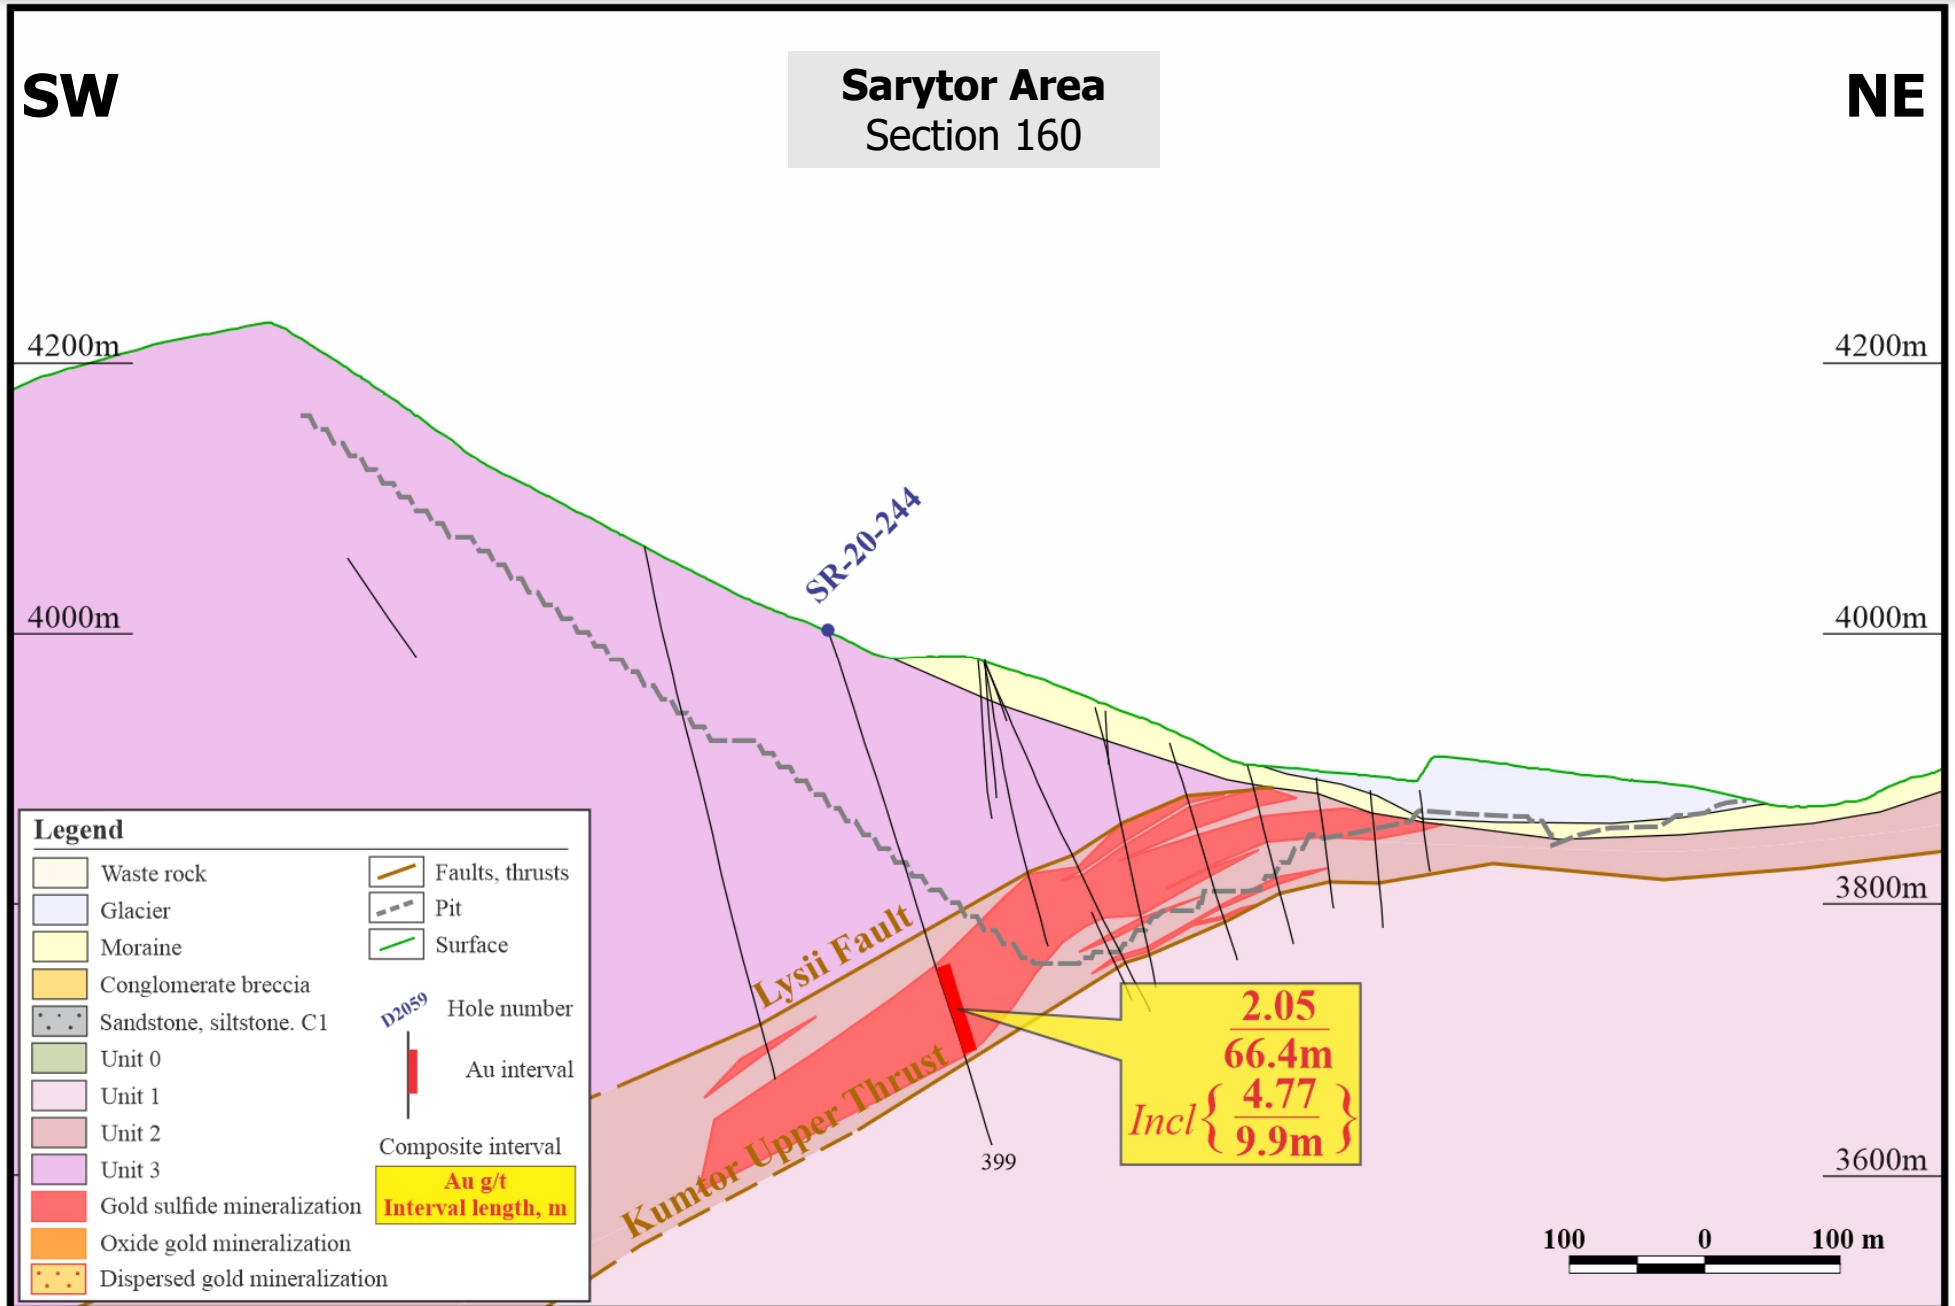 SW
Sarytor Area
Section 160
NE
4200m
4200m
SR-20-244
4000m
4000m
Legend
Waste rock
Glacier
Moraine
Conglomerate breccia
Sandstone, siltstone. C1
Unit 0
Unit 1
Unit 2
Unit 3
Gold sulfide mineralization
Oxide gold mineralization
Dispersed gold mineralization
Faults, thrusts
Pit
Surface
D2059
Hole number
Au interval
Composite interval
Au g/t
Interval length, m
Lysii Fault
Kumtor Upper Thrust
399
2.05
66.4m
Incl { 4.77 }
9.9m
3800m
3600m
100 0 100 m